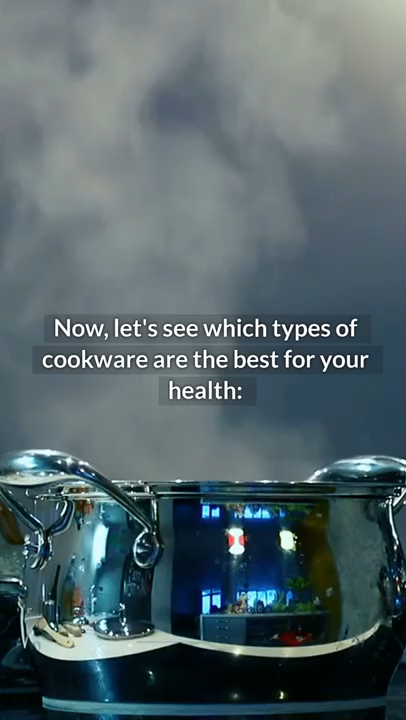 Now, let's see which types of
cookware are the best for your
health: